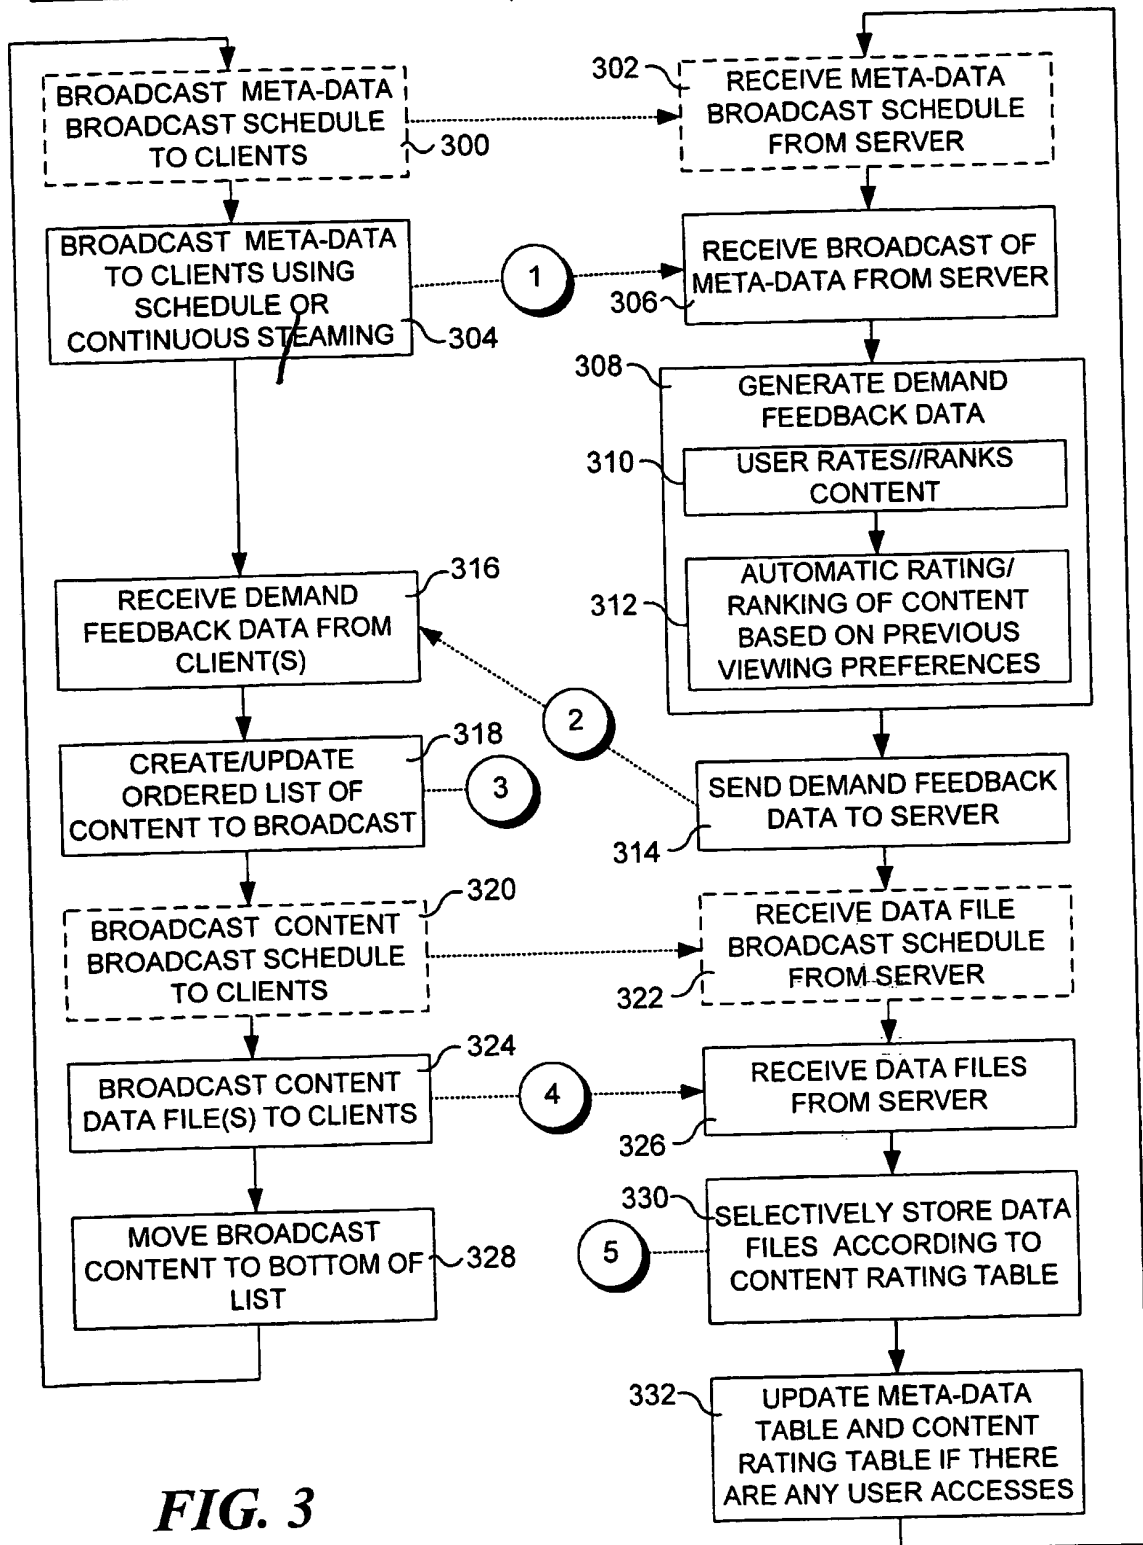 BROADCAST META-DATA
BROADCAST SCHEDULE
TO CLIENTS
300
302
RECEIVE META-DATA
BROADCAST SCHEDULE
FROM SERVER
BROADCAST META-DATA
TO CLIENTS USING
SCHEDULE OR
CONTINUOUS STEAMING
304
1
RECEIVE BROADCAST OF
META-DATA FROM SERVER
306
308
GENERATE DEMAND
FEEDBACK DATA
310
USER RATES//RANKS
CONTENT
312
AUTOMATIC RATING/
RANKING OF CONTENT
BASED ON PREVIOUS
VIEWING PREFERENCES
316
RECEIVE DEMAND
FEEDBACK DATA FROM
CLIENT(S)
2
318
CREATE/UPDATE
ORDERED LIST OF
CONTENT TO BROADCAST
3
SEND DEMAND FEEDBACK
DATA TO SERVER
314
320
BROADCAST CONTENT
BROADCAST SCHEDULE
TO CLIENTS
RECEIVE DATA FILE
BROADCAST SCHEDULE
FROM SERVER
322
324
BROADCAST CONTENT
DATA FILE(S) TO CLIENTS
4
RECEIVE DATA FILES
FROM SERVER
326
MOVE BROADCAST
CONTENT TO BOTTOM OF
LIST
328
330
SELECTIVELY STORE DATA
FILES ACCORDING TO
CONTENT RATING TABLE
5
332
UPDATE META-DATA
TABLE AND CONTENT
RATING TABLE IF THERE
ARE ANY USER ACCESSES
FIG. 3